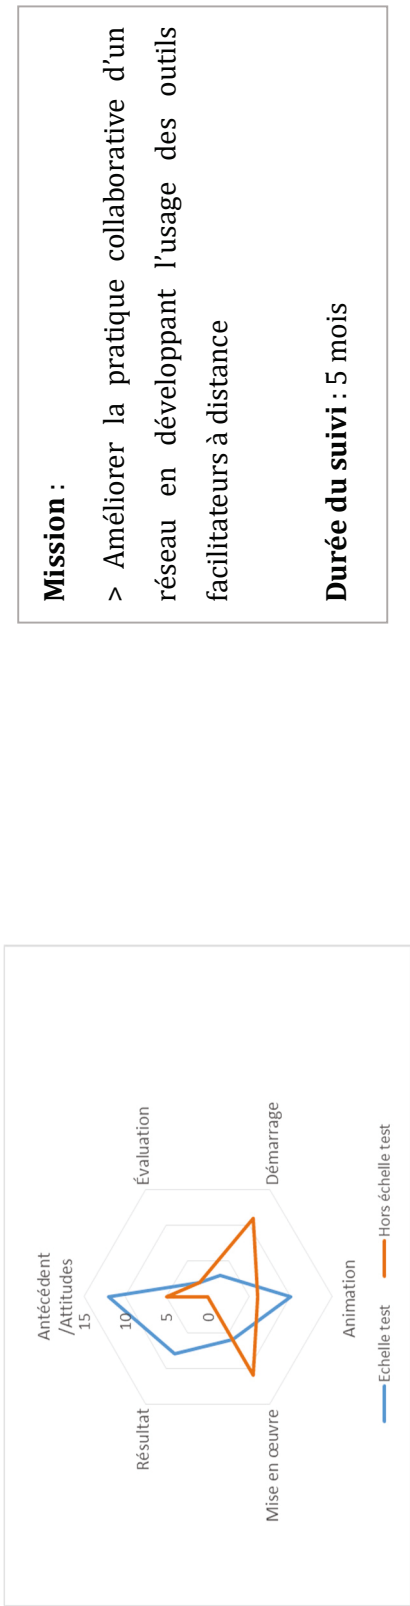 Mission :
> Améliorer la pratique collaborative d'un
réseau en développant l'usage des outils
facilitateurs à distance
Durée du suivi : 5 mois
Antécédent
/Attitudes
15
10
5
0
Évaluation
Démarrage
Animation
Mise en œuvre
Résultat
Echelle test
Hors échelle test